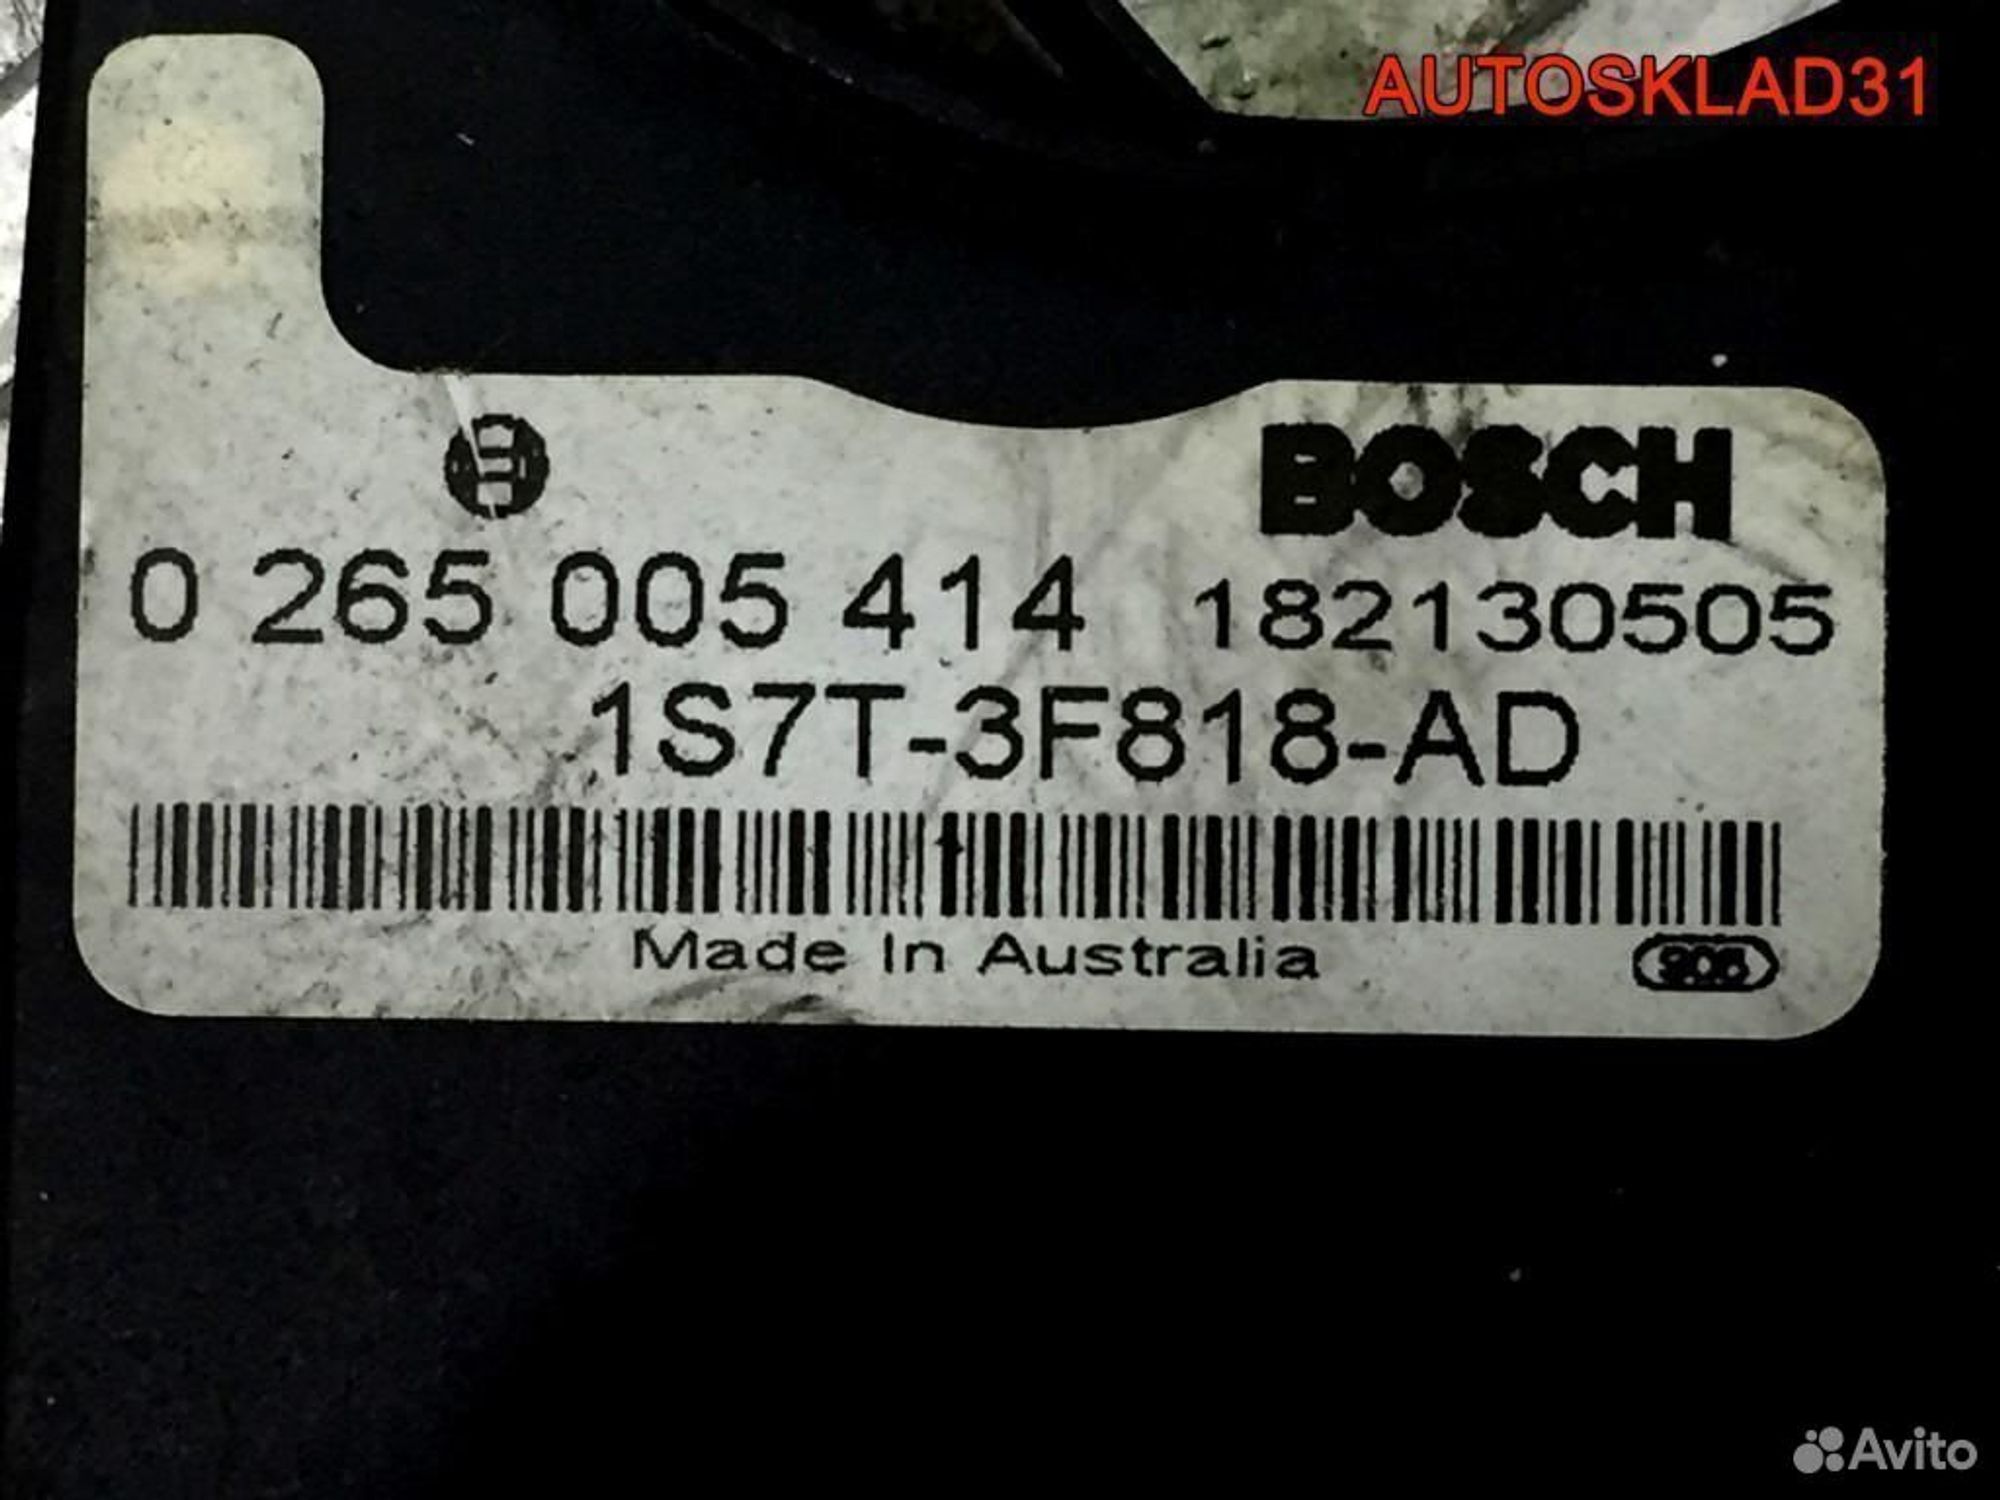 AUTOSKLAD31
BOSCH
0 265 005 414 182130505
1S7T-3F818-AD
Made In Australia
Avito